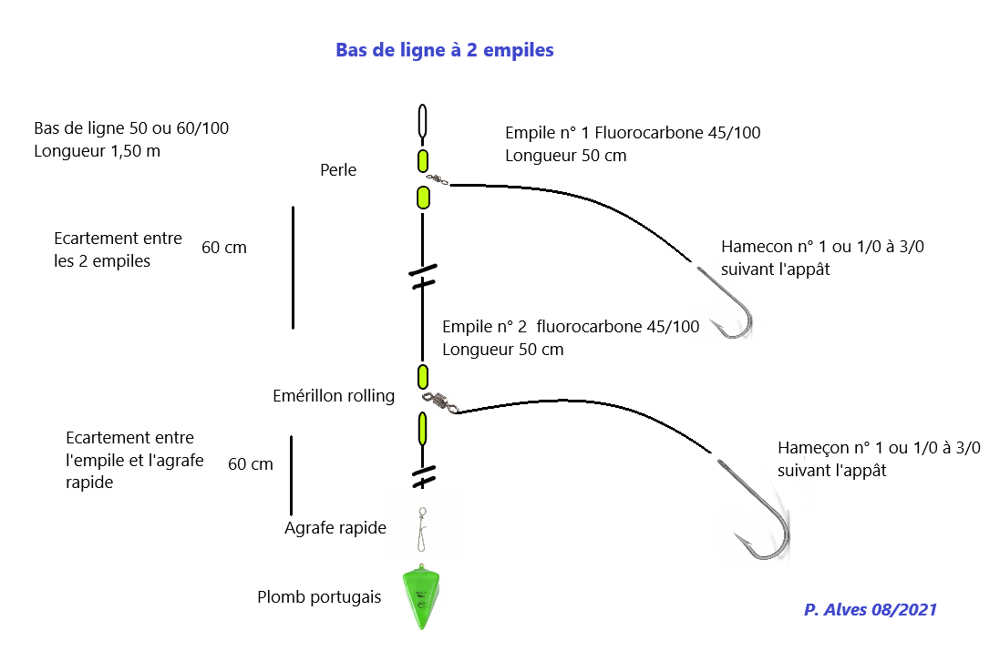 Bas de ligne à 2 empiles
Bas de ligne 50 ou 60/100
Longueur 1,50 m
Empile n° 1 Fluorocarbone 45/100
Longueur 50 cm
Perle
Ecartement entre
les 2 empiles
60 cm
Hamecon n° 1 ou 1/0 à 3/0
suivant l'appât
Empile n° 2  fluorocarbone 45/100
Longueur 50 cm
Emérillon rolling
Ecartement entre
l'empile et l'agrafe
rapide
60 cm
Hameçon n° 1 ou 1/0 à 3/0
suivant l'appât
Agrafe rapide
Plomb portugais
P. Alves 08/2021